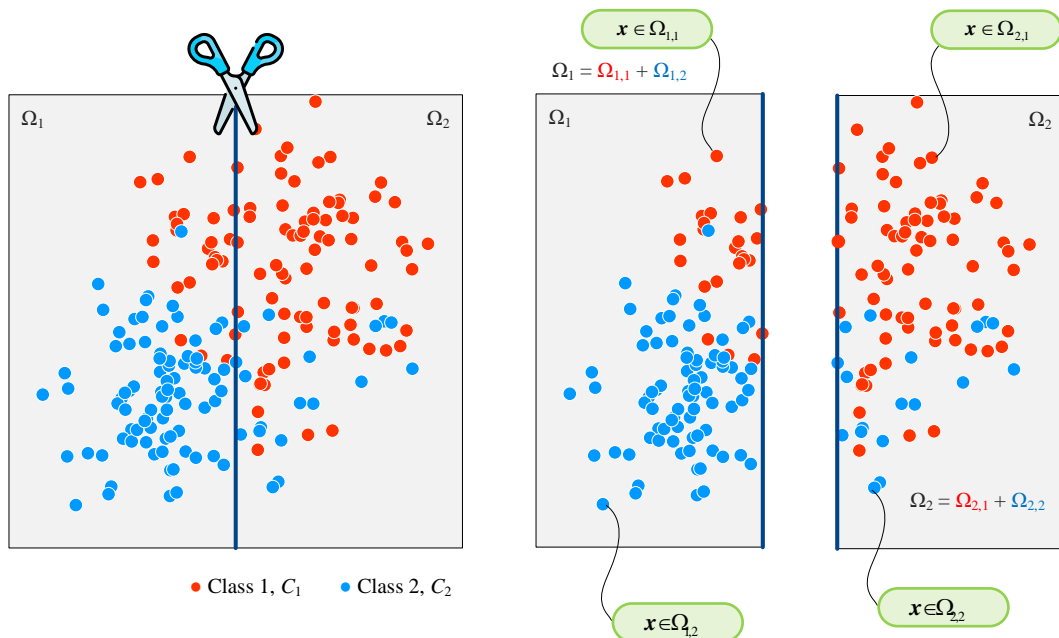 x ∈ Ω1,1
x ∈ Ω2,1
Ω1 = Ω1,1 + Ω1,2
Ω1
Ω2
Ω1
Ω2
Ω2 = Ω2,1 + Ω2,2
Class 1, C1
Class 2, C2
x∈Ω1,2
x∈Ω2,2